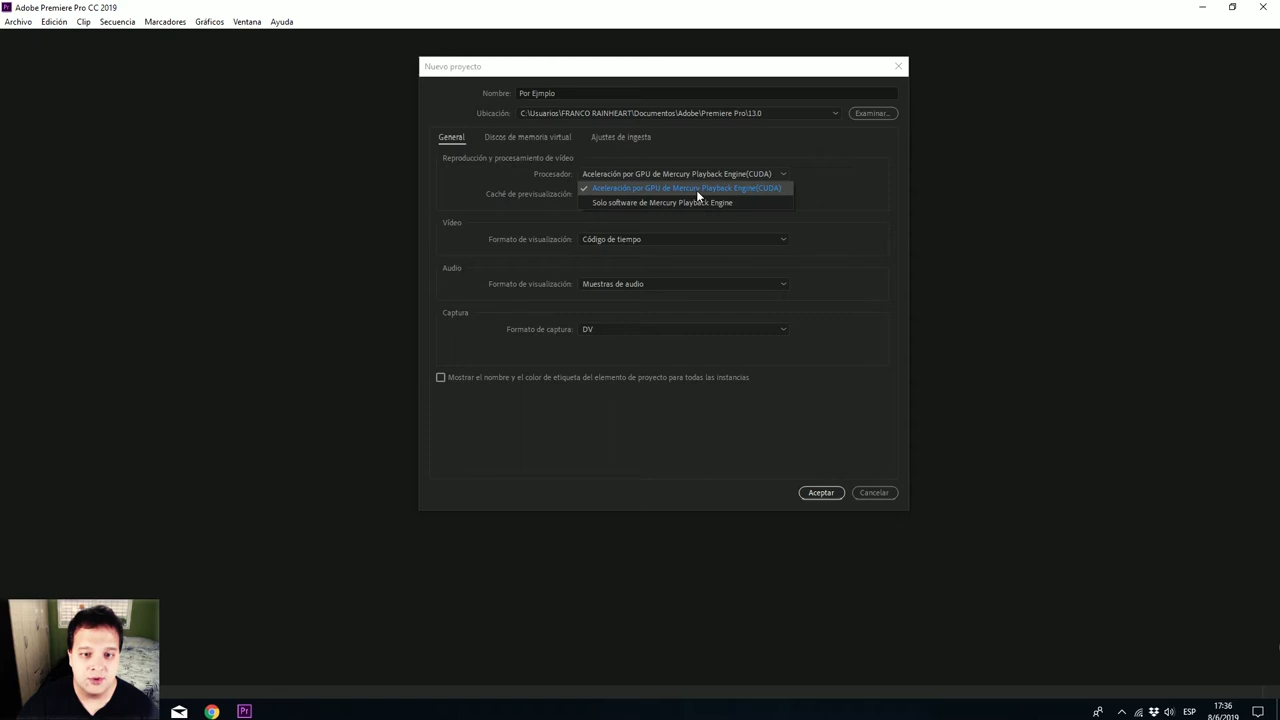 Adobe Premiere Pro CC 2019
Archivo Edición Clip Secuencia Marcadores Gráficos Ventana Ayuda
Nuevo proyecto
Nombre: Por Ejmplo
Ubicación: C:\Usuarios\FRANCO RAINHEART\Documentos\Adobe\Premiere Pro\13.0 Examinar...
General Discos de memoria virtual Ajustes de ingesta
Reproducción y procesamiento de vídeo
Procesador: Aceleración por GPU de Mercury Playback Engine(CUDA)
Aceleración por GPU de Mercury Playback Engine(CUDA)
Caché de previsualización:
Solo software de Mercury Playback Engine
Vídeo
Formato de visualización: Código de tiempo
Audio
Formato de visualización: Muestras de audio
Captura
Formato de captura: DV
Mostrar el nombre y el color de etiqueta del elemento de proyecto para todas las instancias
Aceptar Cancelar
Pr
ESP
17:36
8/6/2019